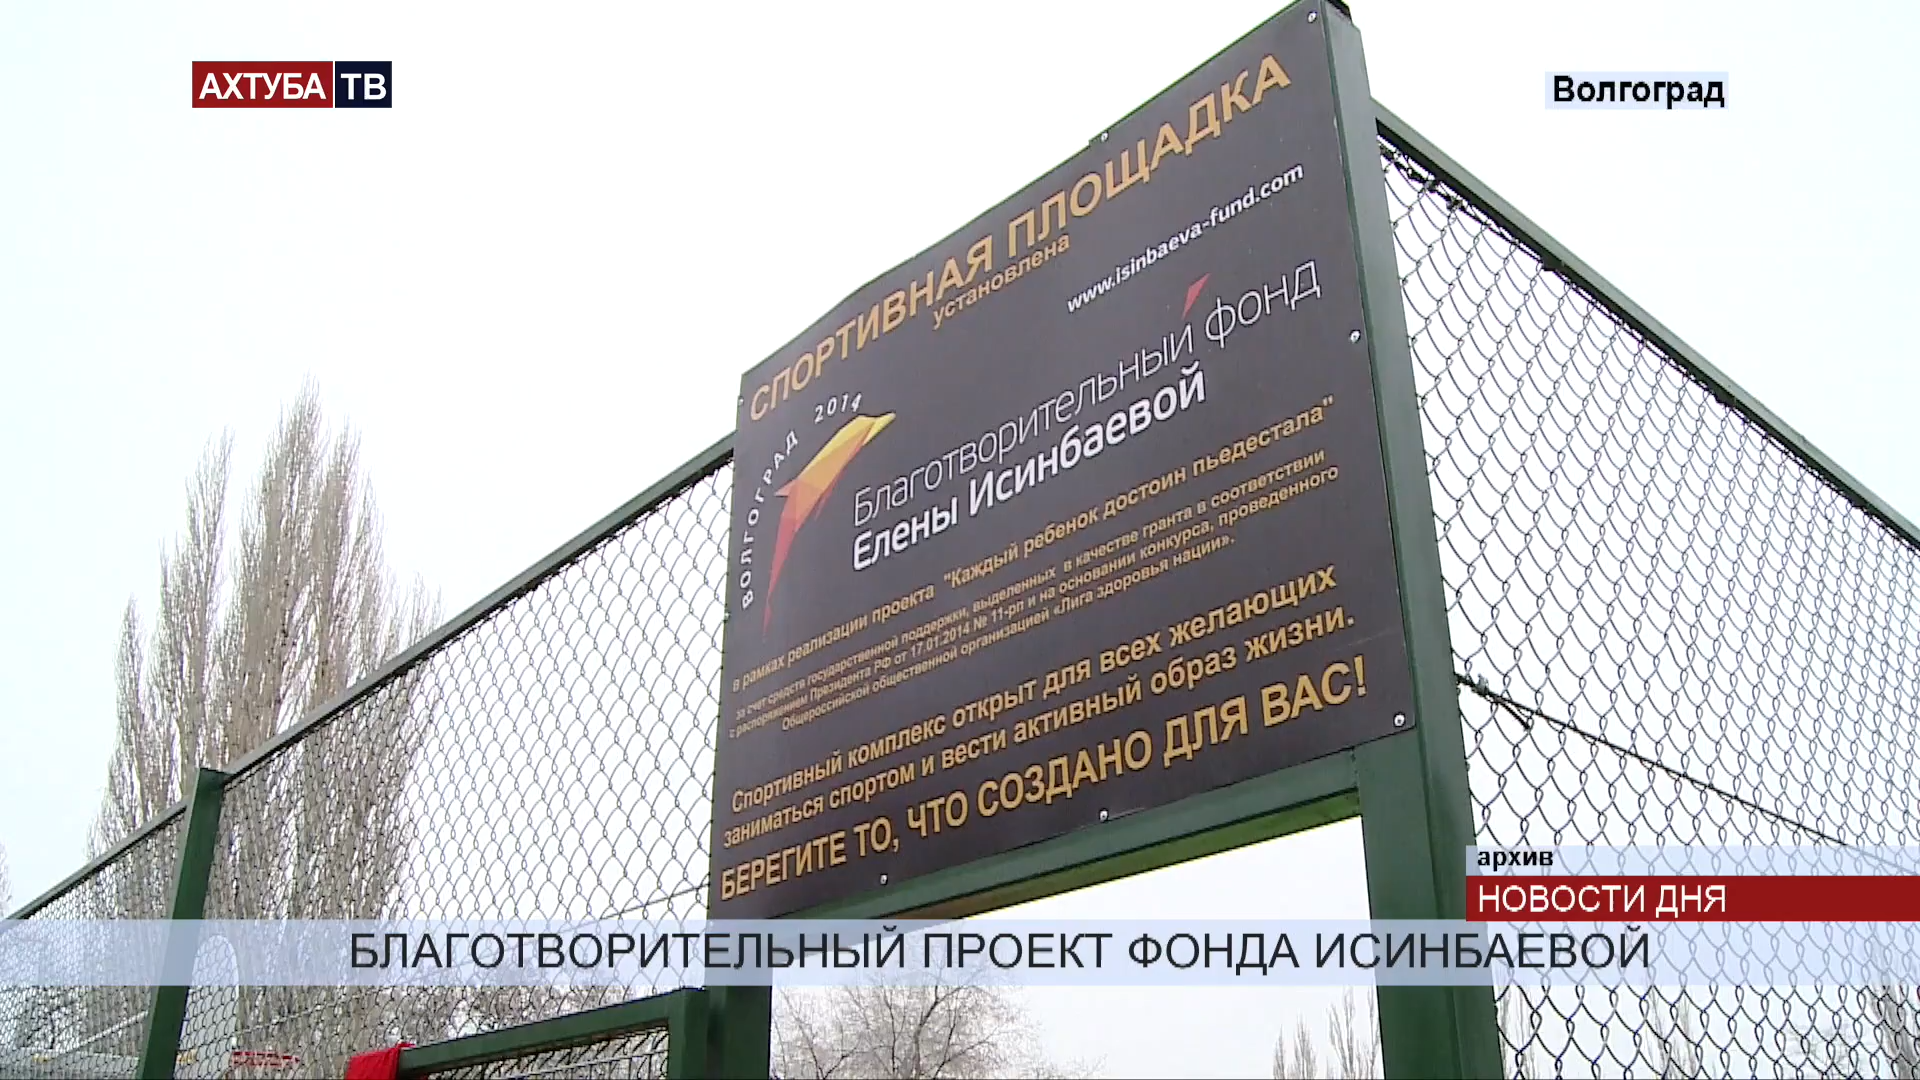 АХТУБА ТВ
Волгоград
СПОРТИВНАЯ ПЛОЩАДКА
установлена
www.isinbaeva-fund.com
ВОЛГОГРАД 2014
Благотворительный фонд
Елены Исинбаевой
в рамках реализации проекта "Каждый ребенок достоин пьедестала"
за счет средств государственной поддержки, выделенных в качестве гранта в соответствии
с распоряжением Президента РФ от 17.01.2014 № 11-рп и на основании конкурса, проведенного
Общероссийской общественной организацией «Лига здоровья нации».
Спортивный комплекс открыт для всех желающих
заниматься спортом и вести активный образ жизни.
БЕРЕГИТЕ ТО, ЧТО СОЗДАНО ДЛЯ ВАС!
архив
НОВОСТИ ДНЯ
БЛАГОТВОРИТЕЛЬНЫЙ ПРОЕКТ ФОНДА ИСИНБАЕВОЙ